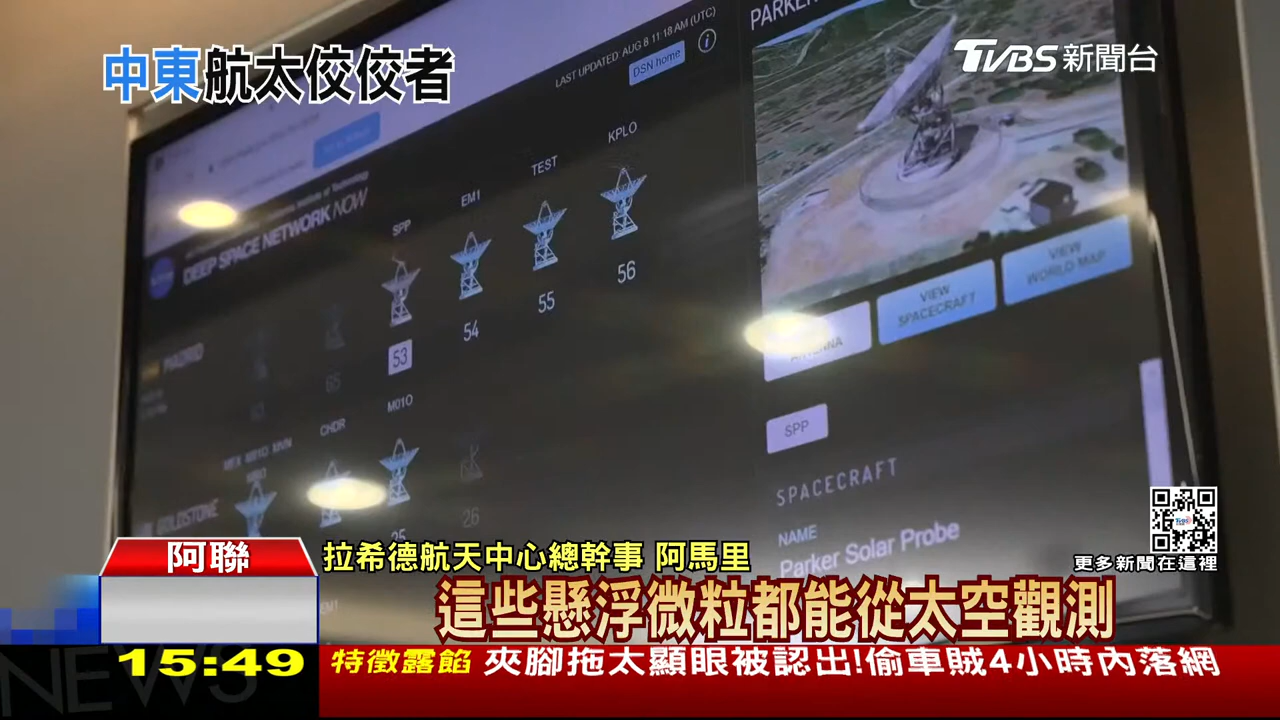 中東航太佼佼者
TVBS新聞台
LAST UPDATED: AUG 8 11:18 AM (UTC)
DSN home
PARKER
DEEP SPACE NETWORK NOW
MADRID
SPP
EM1
TEST
KPLO
65
53
54
55
56
ANTENNA
VIEW SPACECRAFT
VIEW WORLD MAP
SPP
SPACECRAFT
NAME
Parker Solar Probe
GOLDSTONE
CHDR
M01O
25
26
EM1
更多新聞在這裡
阿聯
拉希德航天中心總幹事 阿馬里
這些懸浮微粒都能從太空觀測
NEWS
15:49
特徵露餡 夾腳拖太顯眼被認出!偷車賊4小時內落網